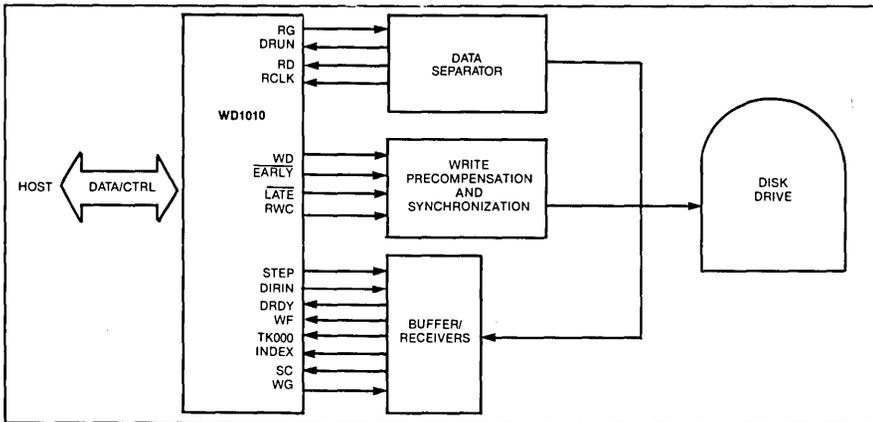 RG
DRUN
RD
RCLK
DATA
SEPARATOR
WD1010
WD
EARLY
LATE
RWC
WRITE
PRECOMPENSATION
AND
SYNCHRONIZATION
HOST
DATA/CTRL
DISK
DRIVE
STEP
DIRIN
DRDY
WF
TK000
INDEX
SC
WG
BUFFER/
RECEIVERS